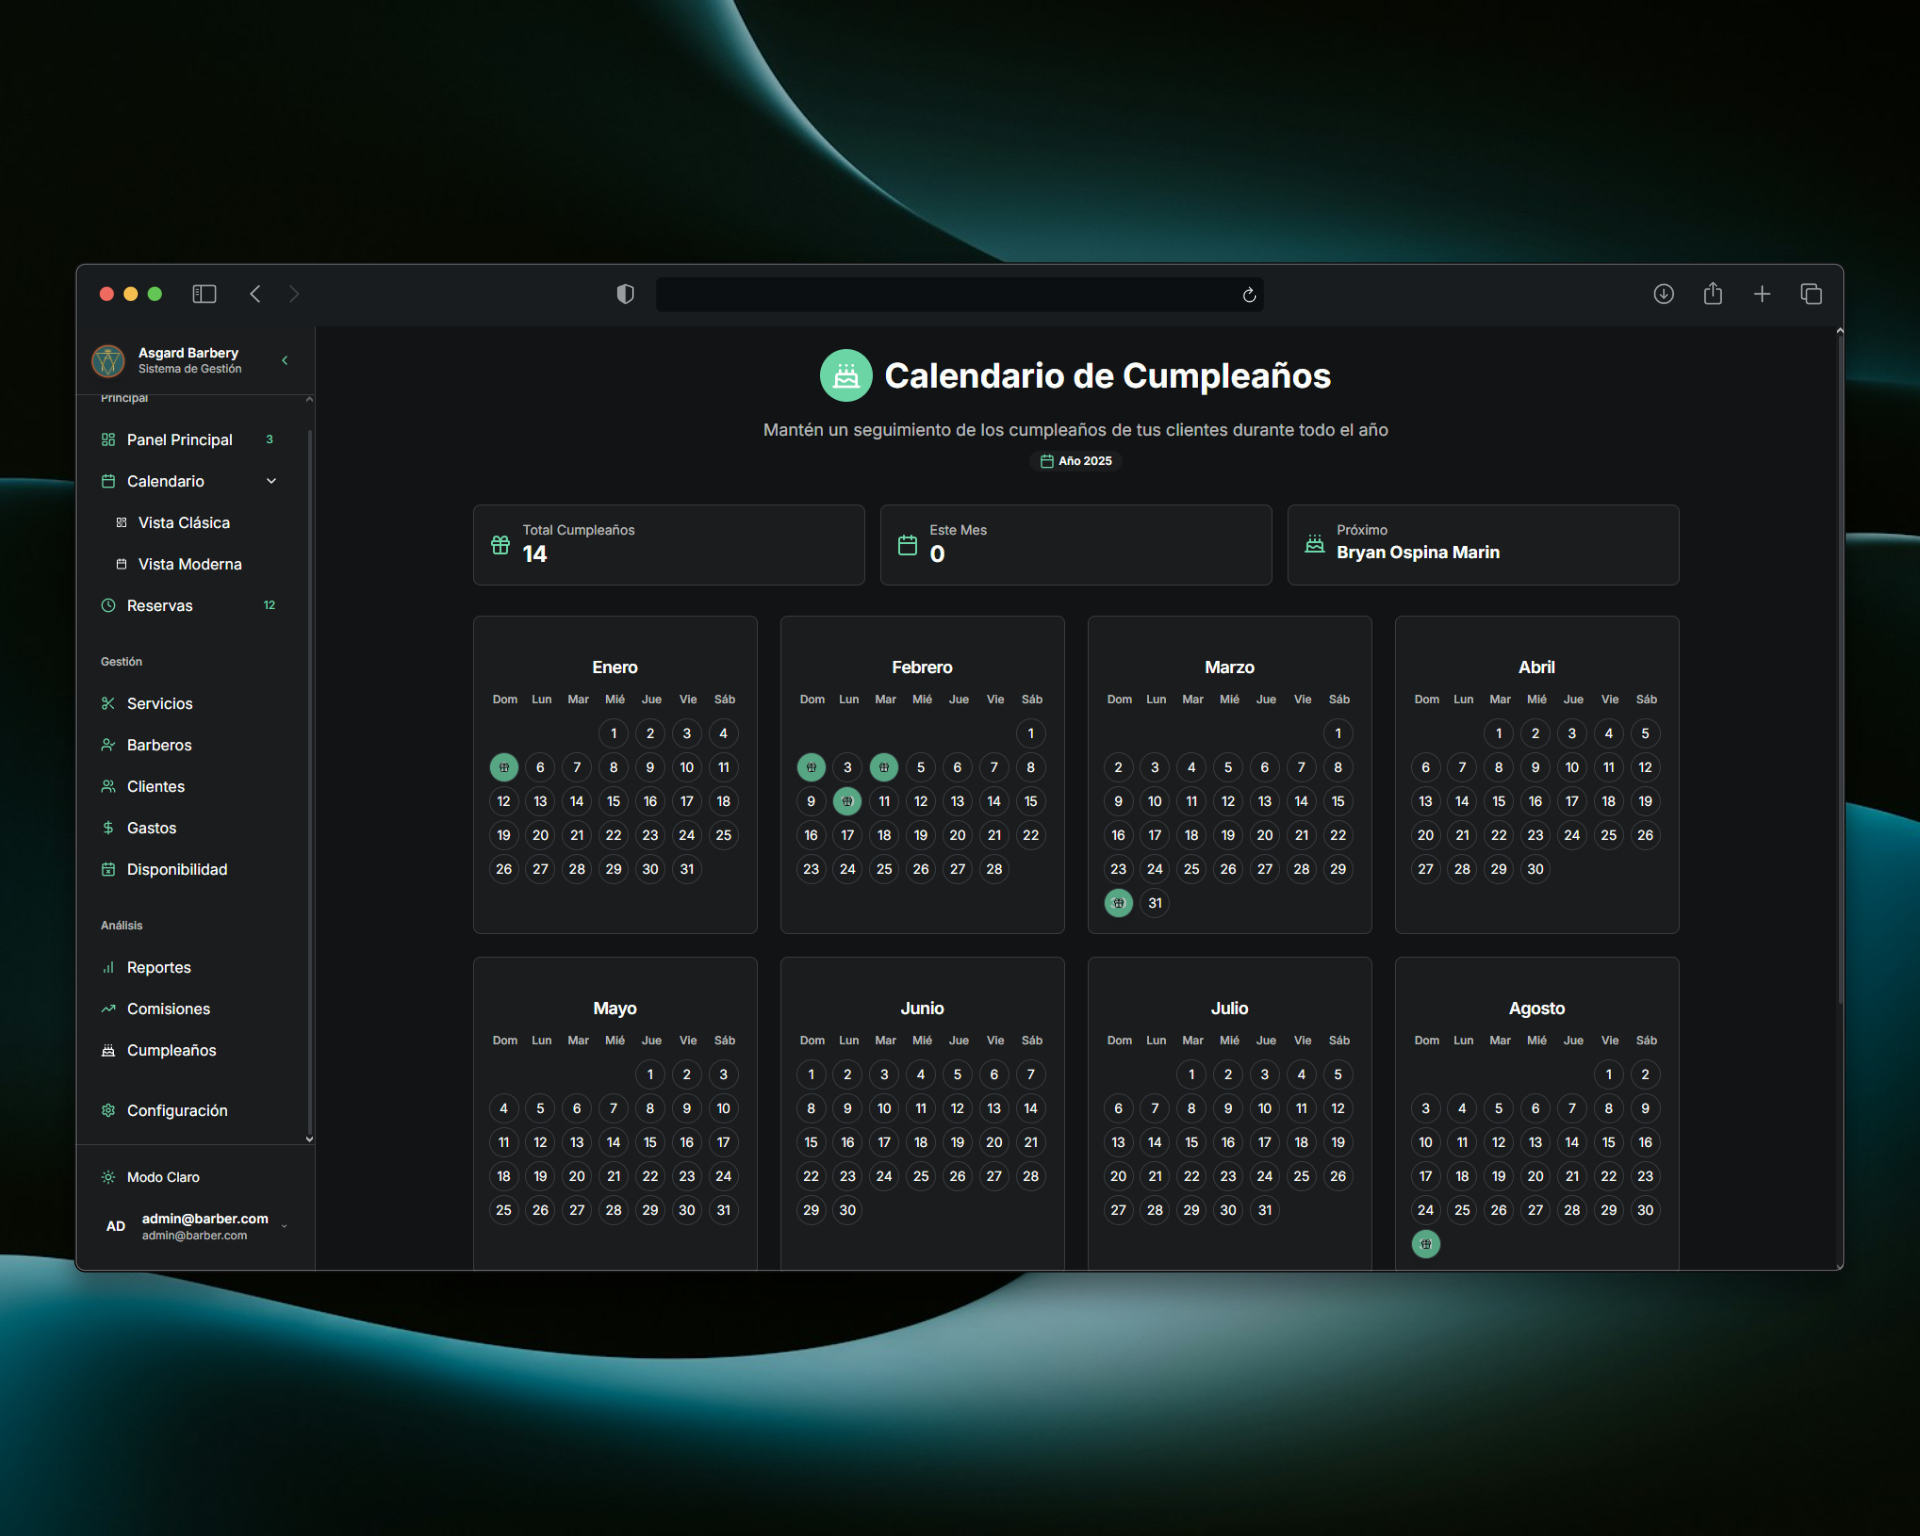 Asgard Barbery
Sistema de Gestión
Principal
Panel Principal 3
Calendario
Vista Clásica
Vista Moderna
Reservas 12
Gestión
Servicios
Barberos
Clientes
Gastos
Disponibilidad
Análisis
Reportes
Comisiones
Cumpleaños
Configuración
Modo Claro
AD
admin@barber.com
admin@barber.com
Calendario de Cumpleaños
Mantén un seguimiento de los cumpleaños de tus clientes durante todo el año
Año 2025
Total Cumpleaños
14
Este Mes
0
Próximo
Bryan Ospina Marin
Enero
Dom Lun Mar Mié Jue Vie Sáb
1 2 3 4
6 7 8 9 10 11
12 13 14 15 16 17 18
19 20 21 22 23 24 25
26 27 28 29 30 31
Febrero
Dom Lun Mar Mié Jue Vie Sáb
1
3 5 6 7 8
9 11 12 13 14 15
16 17 18 19 20 21 22
23 24 25 26 27 28
Marzo
Dom Lun Mar Mié Jue Vie Sáb
1
2 3 4 5 6 7 8
9 10 11 12 13 14 15
16 17 18 19 20 21 22
23 24 25 26 27 28 29
31
Abril
Dom Lun Mar Mié Jue Vie Sáb
1 2 3 4 5
6 7 8 9 10 11 12
13 14 15 16 17 18 19
20 21 22 23 24 25 26
27 28 29 30
Mayo
Dom Lun Mar Mié Jue Vie Sáb
1 2 3
4 5 6 7 8 9 10
11 12 13 14 15 16 17
18 19 20 21 22 23 24
25 26 27 28 29 30 31
Junio
Dom Lun Mar Mié Jue Vie Sáb
1 2 3 4 5 6 7
8 9 10 11 12 13 14
15 16 17 18 19 20 21
22 23 24 25 26 27 28
29 30
Julio
Dom Lun Mar Mié Jue Vie Sáb
1 2 3 4 5
6 7 8 9 10 11 12
13 14 15 16 17 18 19
20 21 22 23 24 25 26
27 28 29 30 31
Agosto
Dom Lun Mar Mié Jue Vie Sáb
1 2
3 4 5 6 7 8 9
10 11 12 13 14 15 16
17 18 19 20 21 22 23
24 25 26 27 28 29 30